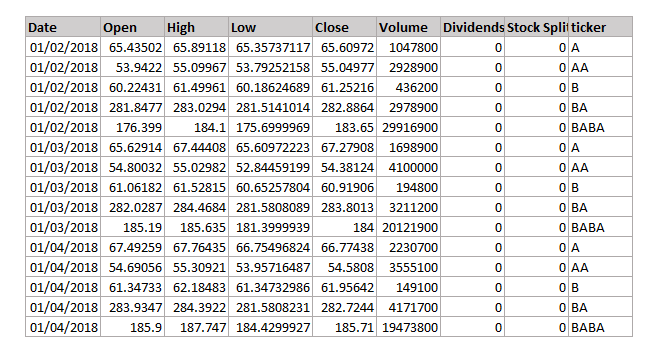 Date Open High Low Close Volume Dividends Stock Split ticker
01/02/2018 65.43502 65.89118 65.35737117 65.60972 1047800 0 0 A
01/02/2018 53.9422 55.09967 53.79252158 55.04977 2928900 0 0 AA
01/02/2018 60.22431 61.49961 60.18624689 61.25216 436200 0 0 B
01/02/2018 281.8477 283.0294 281.5141014 282.8864 2978900 0 0 BA
01/02/2018 176.399 184.1 175.6999969 183.65 29916900 0 0 BABA
01/03/2018 65.62914 67.44408 65.60972223 67.27908 1698900 0 0 A
01/03/2018 54.80032 55.02982 52.84459199 54.38124 4100000 0 0 AA
01/03/2018 61.06182 61.52815 60.65257804 60.91906 194800 0 0 B
01/03/2018 282.0287 284.4684 281.5808089 283.8013 3211200 0 0 BA
01/03/2018 185.19 185.635 181.3999939 184 20121900 0 0 BABA
01/04/2018 67.49259 67.76435 66.75496824 66.77438 2230700 0 0 A
01/04/2018 54.69056 55.30921 53.95716487 54.5808 3555100 0 0 AA
01/04/2018 61.34733 62.18483 61.34732986 61.95642 149100 0 0 B
01/04/2018 283.9347 284.3922 281.5808231 282.7244 4171700 0 0 BA
01/04/2018 185.9 187.747 184.4299927 185.71 19473800 0 0 BABA